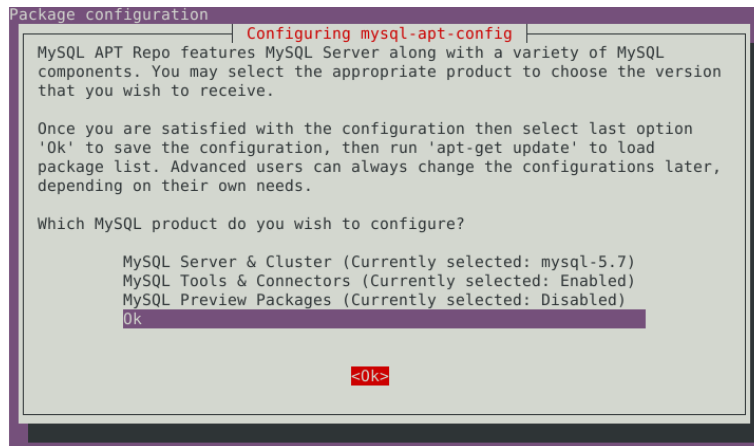 Package configuration
Configuring mysql-apt-config
MySQL APT Repo features MySQL Server along with a variety of MySQL
components. You may select the appropriate product to choose the version
that you wish to receive.
Once you are satisfied with the configuration then select last option
'Ok' to save the configuration, then run 'apt-get update' to load
package list. Advanced users can always change the configurations later,
depending on their own needs.
Which MySQL product do you wish to configure?
MySQL Server & Cluster (Currently selected: mysql-5.7)
MySQL Tools & Connectors (Currently selected: Enabled)
MySQL Preview Packages (Currently selected: Disabled)
Ok
<Ok>